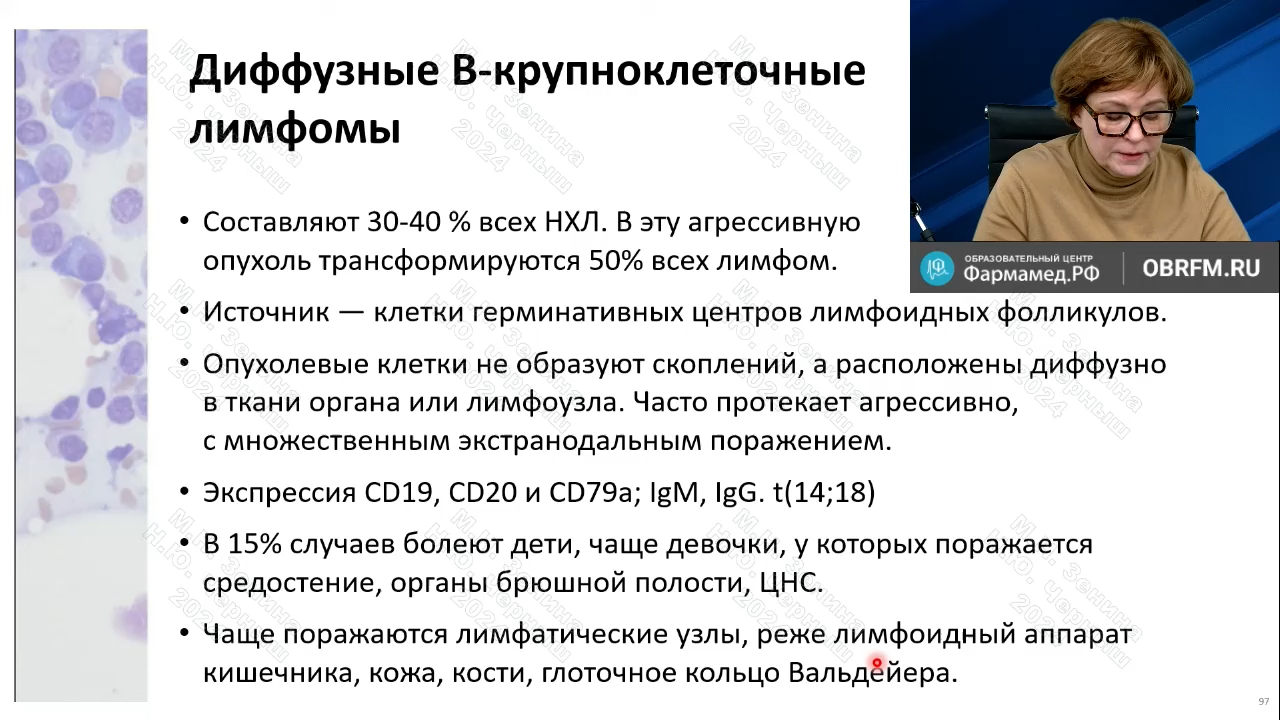 Диффузные В-крупноклеточные
лимфомы
• Составляют 30-40 % всех НХЛ. В эту агрессивную
опухоль трансформируются 50% всех лимфом.
• Источник — клетки герминативных центров лимфоидных фолликулов.
• Опухолевые клетки не образуют скоплений, а расположены диффузно
в ткани органа или лимфоузла. Часто протекает агрессивно,
с множественным экстранодальным поражением.
• Экспрессия CD19, CD20 и CD79a; IgM, IgG. t(14;18)
• В 15% случаев болеют дети, чаще девочки, у которых поражается
средостение, органы брюшной полости, ЦНС.
• Чаще поражаются лимфатические узлы, реже лимфоидный аппарат
кишечника, кожа, кости, глоточное кольцо Вальдейера.
ОБРАЗОВАТЕЛЬНЫЙ ЦЕНТР
Фармамед.РФ
OBRFM.RU
М. Зенина
Н.Ю. Черныш
2024
97